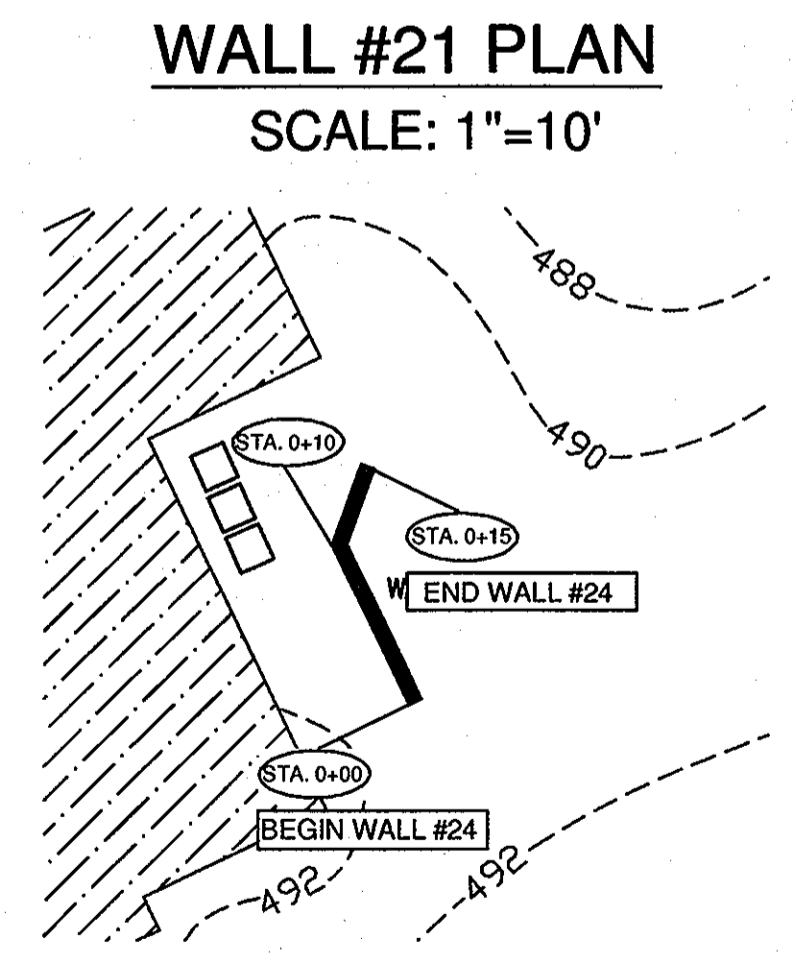 WALL #21 PLAN
SCALE: 1"=10'
488
490
STA. 0+10
STA. 0+15
W
END WALL #24
STA. 0+00
BEGIN WALL #24
492
492